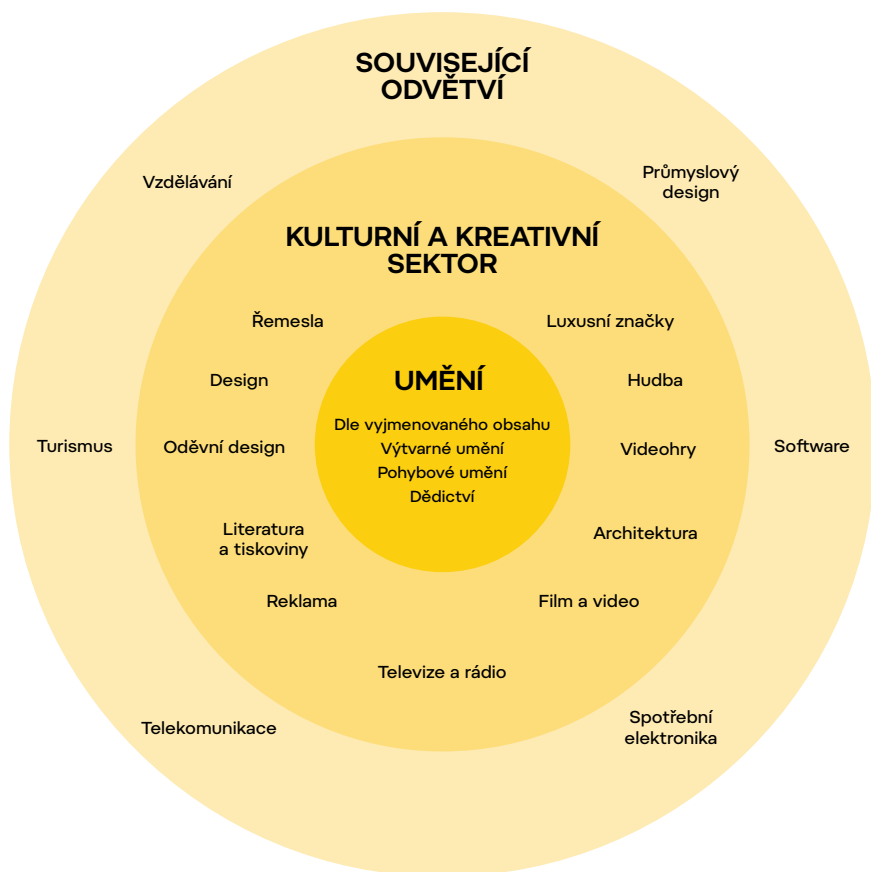 SOUVISEJÍCÍ
ODVĚTVÍ
Vzdělávání
Průmyslový
design
KULTURNÍ A KREATIVNÍ
SEKTOR
Řemesla
Luxusní značky
UMĚNÍ
Design
Hudba
Dle vyjmenovaného obsahu
Výtvarné umění
Pohybové umění
Dědictví
Turismus
Oděvní design
Videohry
Software
Literatura
a tiskoviny
Architektura
Reklama
Film a video
Televize a rádio
Telekomunikace
Spotřební
elektronika